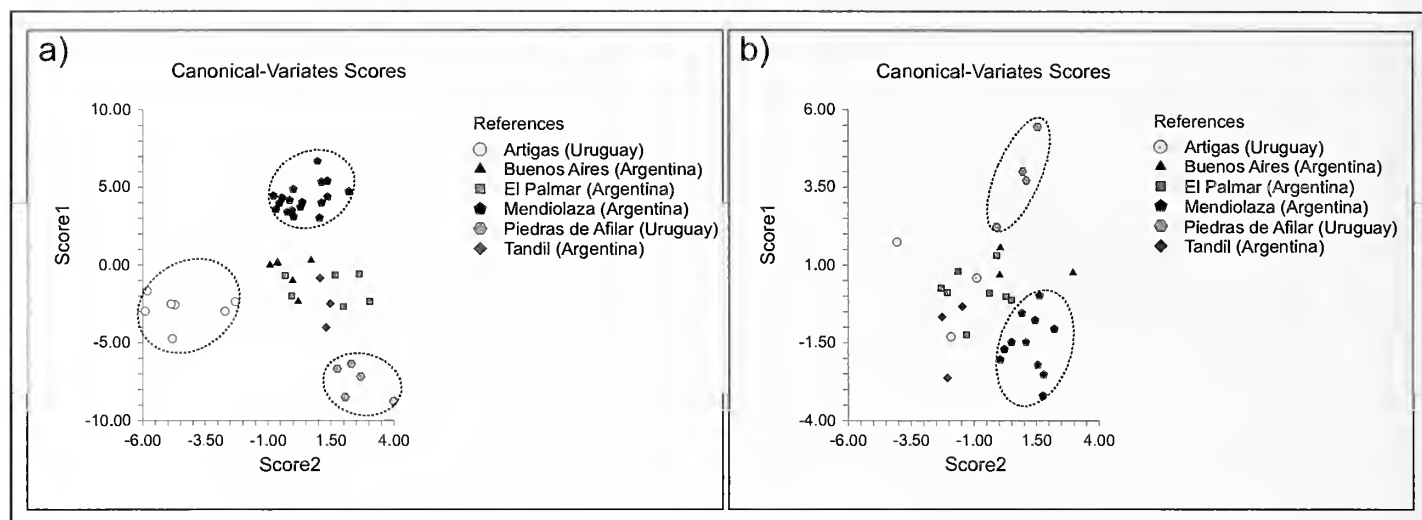 a)
Canonical-Variates Scores
10.00
5.00
0.00
-5.00
-10.00
Score1
-6.00 -3.50 -1.00 1.50 4.00
Score2
References
Artigas (Uruguay)
Buenos Aires (Argentina)
El Palmar (Argentina)
Mendiolaza (Argentina)
Piedras de Afilar (Uruguay)
Tandil (Argentina)
b)
Canonical-Variates Scores
6.00
3.50
1.00
-1.50
-4.00
Score1
-6.00 -3.50 -1.00 1.50 4.00
Score2
References
Artigas (Uruguay)
Buenos Aires (Argentina)
El Palmar (Argentina)
Mendiolaza (Argentina)
Piedras de Afilar (Uruguay)
Tandil (Argentina)